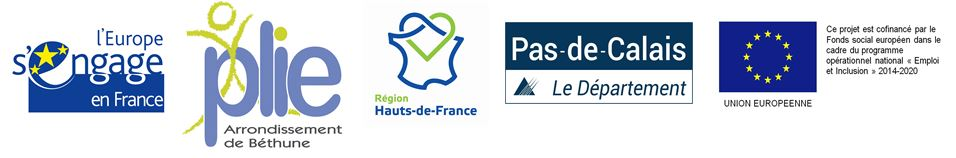 l'Europe
s'engage
en France
plie
Arrondissement
de Béthune
Région
Hauts-de-France
Pas-de-Calais
Le Département
UNION EUROPEENNE
Ce projet est cofinancé par le
Fonds social européen dans le
cadre du programme
opérationnel national « Emploi
et Inclusion » 2014-2020